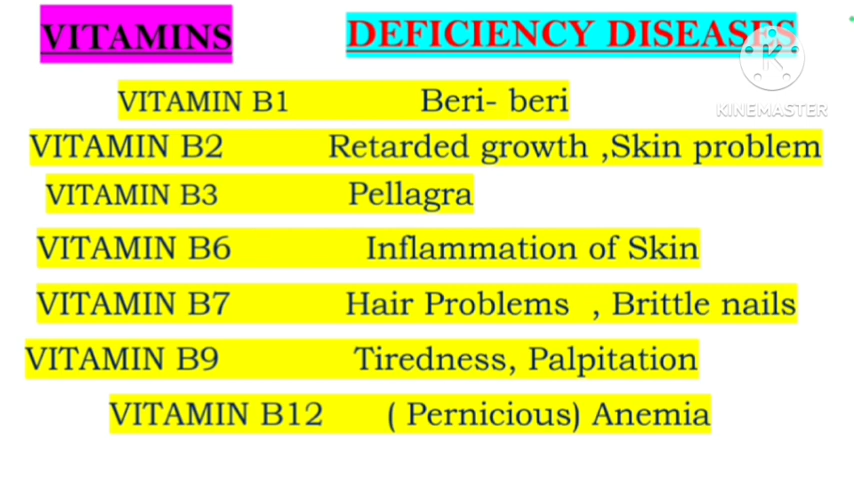 VITAMINS DEFICIENCY DISEASES
KINEMASTER
VITAMIN B1 Beri- beri
VITAMIN B2 Retarded growth ,Skin problem
VITAMIN B3 Pellagra
VITAMIN B6 Inflammation of Skin
VITAMIN B7 Hair Problems , Brittle nails
VITAMIN B9 Tiredness, Palpitation
VITAMIN B12 ( Pernicious) Anemia